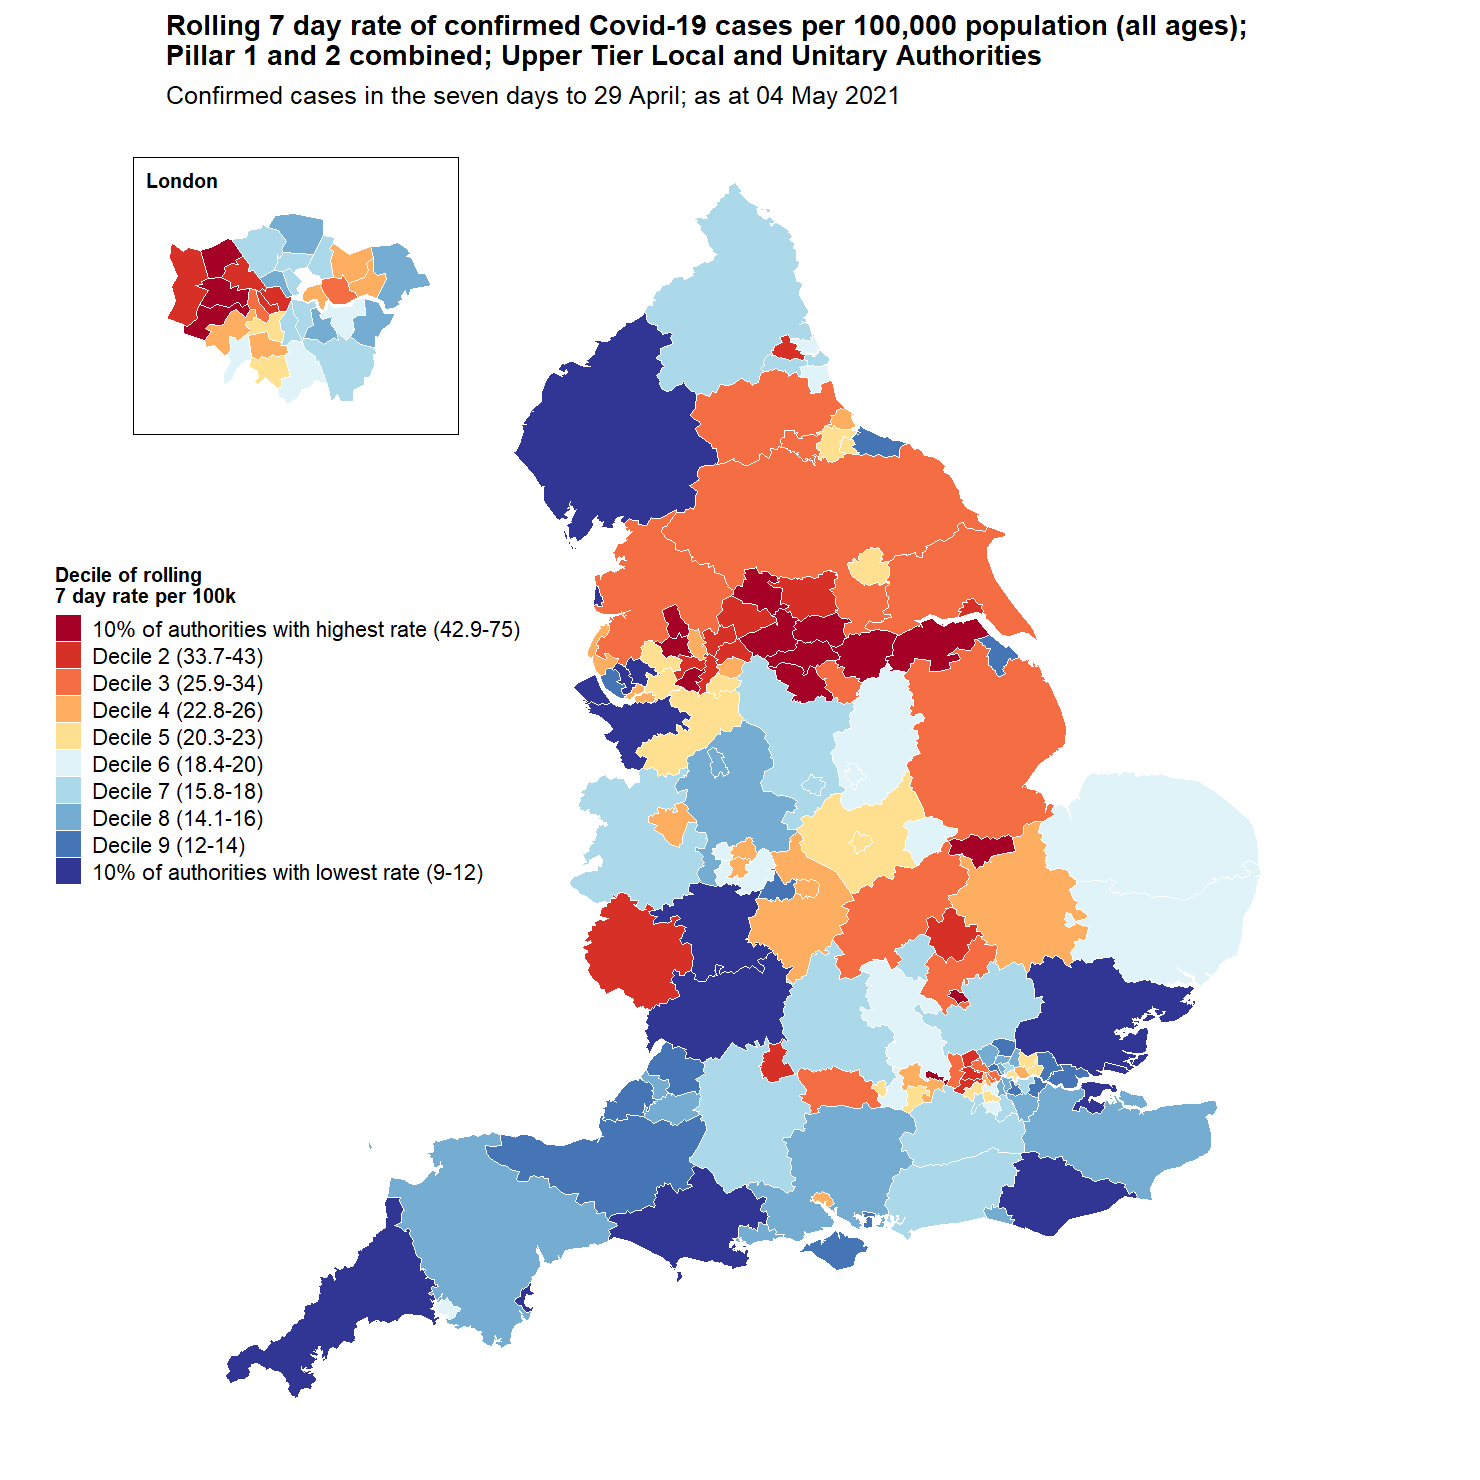 Rolling 7 day rate of confirmed Covid-19 cases per 100,000 population (all ages);
Pillar 1 and 2 combined; Upper Tier Local and Unitary Authorities
Confirmed cases in the seven days to 29 April; as at 04 May 2021
London
Decile of rolling
7 day rate per 100k
10% of authorities with highest rate (42.9-75)
Decile 2 (33.7-43)
Decile 3 (25.9-34)
Decile 4 (22.8-26)
Decile 5 (20.3-23)
Decile 6 (18.4-20)
Decile 7 (15.8-18)
Decile 8 (14.1-16)
Decile 9 (12-14)
10% of authorities with lowest rate (9-12)